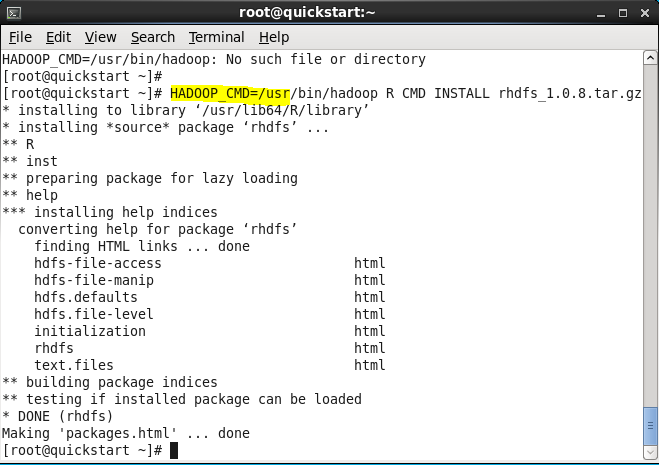 root@quickstart:~
File Edit View Search Terminal Help
HADOOP_CMD=/usr/bin/hadoop: No such file or directory
[root@quickstart ~]#
[root@quickstart ~]# HADOOP_CMD=/usr/bin/hadoop R CMD INSTALL rhdfs_1.0.8.tar.gz
* installing to library ‘/usr/lib64/R/library’
* installing *source* package ‘rhdfs’ ...
** R
** inst
** preparing package for lazy loading
** help
*** installing help indices
converting help for package ‘rhdfs’
finding HTML links ... done
hdfs-file-access html
hdfs-file-manip html
hdfs.defaults html
hdfs.file-level html
initialization html
rhdfs html
text.files html
** building package indices
** testing if installed package can be loaded
* DONE (rhdfs)
Making 'packages.html' ... done
[root@quickstart ~]#